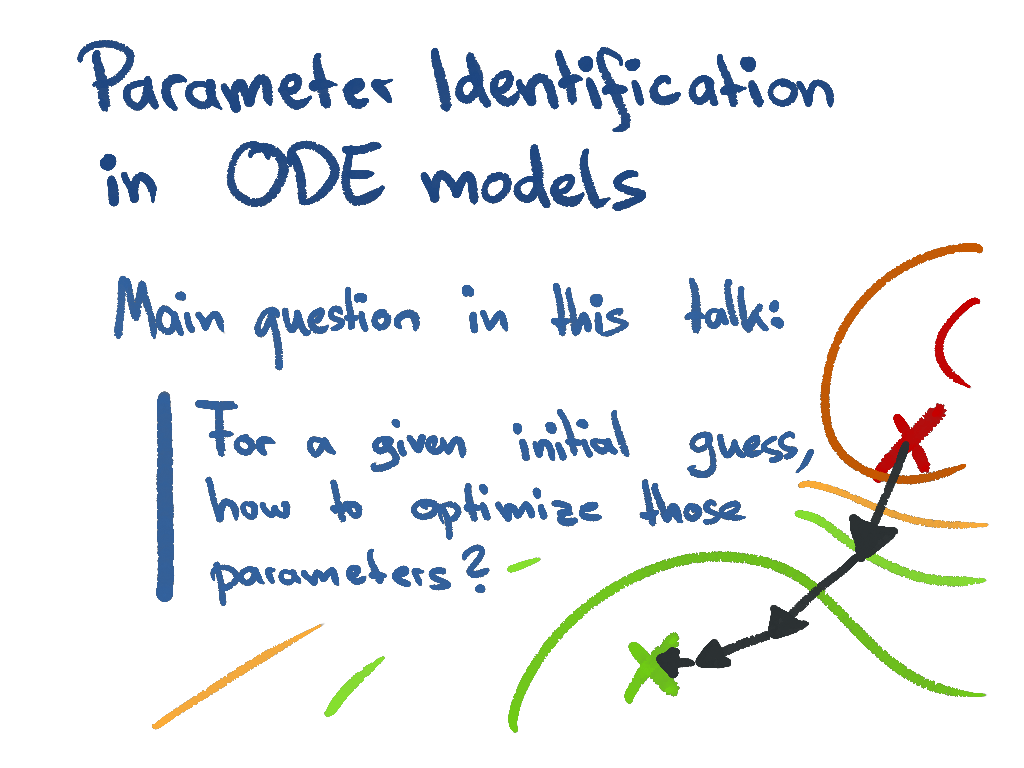 Parameter Identification
in ODE models
Main question in this talk:
For a given initial guess,
how to optimize those
parameters?